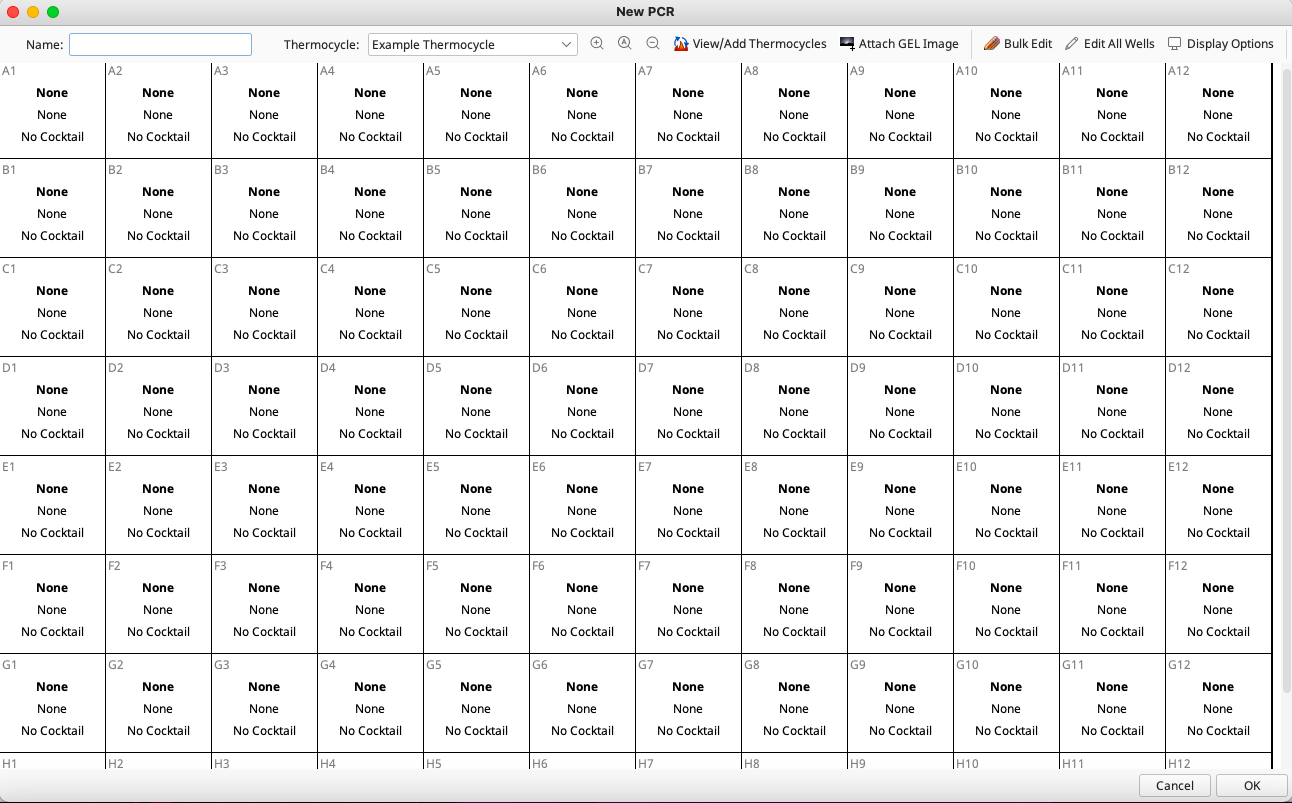 New PCR
Name: Thermocycle: Example Thermocycle View/Add Thermocycles Attach GEL Image Bulk Edit Edit All Wells Display Options
A1 A2 A3 A4 A5 A6 A7 A8 A9 A10 A11 A12
None None None None None None None None None None None None
None None None None None None None None None None None None
No Cocktail No Cocktail No Cocktail No Cocktail No Cocktail No Cocktail No Cocktail No Cocktail No Cocktail No Cocktail No Cocktail No Cocktail
B1 B2 B3 B4 B5 B6 B7 B8 B9 B10 B11 B12
None None None None None None None None None None None None
None None None None None None None None None None None None
No Cocktail No Cocktail No Cocktail No Cocktail No Cocktail No Cocktail No Cocktail No Cocktail No Cocktail No Cocktail No Cocktail No Cocktail
C1 C2 C3 C4 C5 C6 C7 C8 C9 C10 C11 C12
None None None None None None None None None None None None
None None None None None None None None None None None None
No Cocktail No Cocktail No Cocktail No Cocktail No Cocktail No Cocktail No Cocktail No Cocktail No Cocktail No Cocktail No Cocktail No Cocktail
D1 D2 D3 D4 D5 D6 D7 D8 D9 D10 D11 D12
None None None None None None None None None None None None
None None None None None None None None None None None None
No Cocktail No Cocktail No Cocktail No Cocktail No Cocktail No Cocktail No Cocktail No Cocktail No Cocktail No Cocktail No Cocktail No Cocktail
E1 E2 E3 E4 E5 E6 E7 E8 E9 E10 E11 E12
None None None None None None None None None None None None
None None None None None None None None None None None None
No Cocktail No Cocktail No Cocktail No Cocktail No Cocktail No Cocktail No Cocktail No Cocktail No Cocktail No Cocktail No Cocktail No Cocktail
F1 F2 F3 F4 F5 F6 F7 F8 F9 F10 F11 F12
None None None None None None None None None None None None
None None None None None None None None None None None None
No Cocktail No Cocktail No Cocktail No Cocktail No Cocktail No Cocktail No Cocktail No Cocktail No Cocktail No Cocktail No Cocktail No Cocktail
G1 G2 G3 G4 G5 G6 G7 G8 G9 G10 G11 G12
None None None None None None None None None None None None
None None None None None None None None None None None None
No Cocktail No Cocktail No Cocktail No Cocktail No Cocktail No Cocktail No Cocktail No Cocktail No Cocktail No Cocktail No Cocktail No Cocktail
H1 H2 H3 H4 H5 H6 H7 H8 H9 H10 H11 H12
Cancel OK